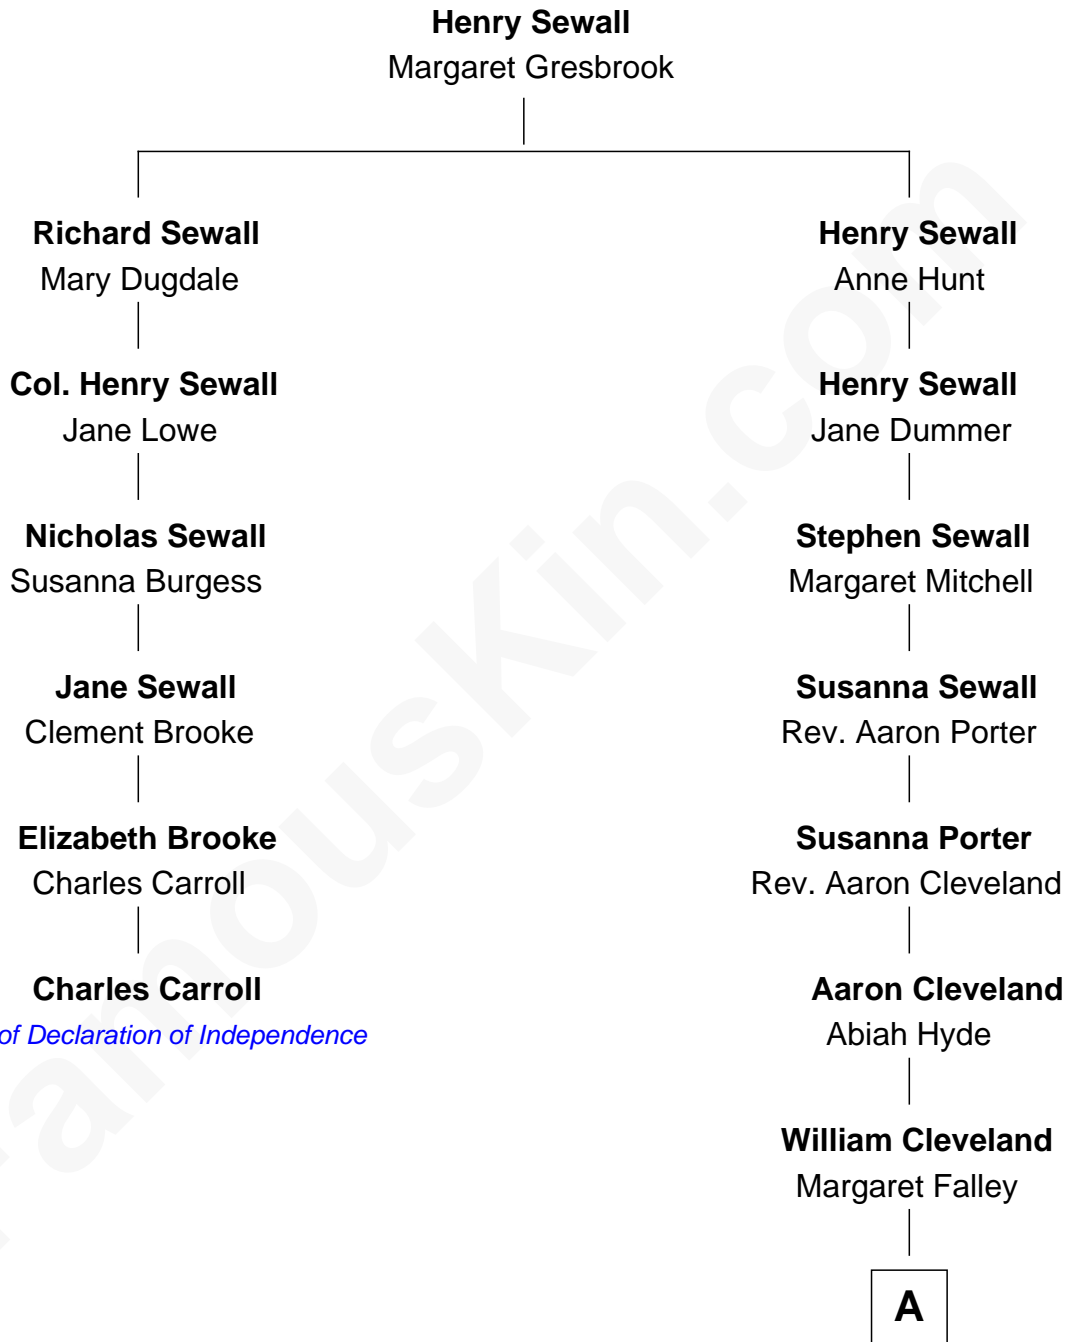 Henry Sewall
Margaret Gresbrook
Richard Sewall
Mary Dugdale
Henry Sewall
Anne Hunt
Col. Henry Sewall
Jane Lowe
Henry Sewall
Jane Dummer
Nicholas Sewall
Susanna Burgess
Stephen Sewall
Margaret Mitchell
Jane Sewall
Clement Brooke
Susanna Sewall
Rev. Aaron Porter
Elizabeth Brooke
Charles Carroll
Susanna Porter
Rev. Aaron Cleveland
Charles Carroll
of Declaration of Independence
Aaron Cleveland
Abiah Hyde
William Cleveland
Margaret Falley
A
FamousKin.com